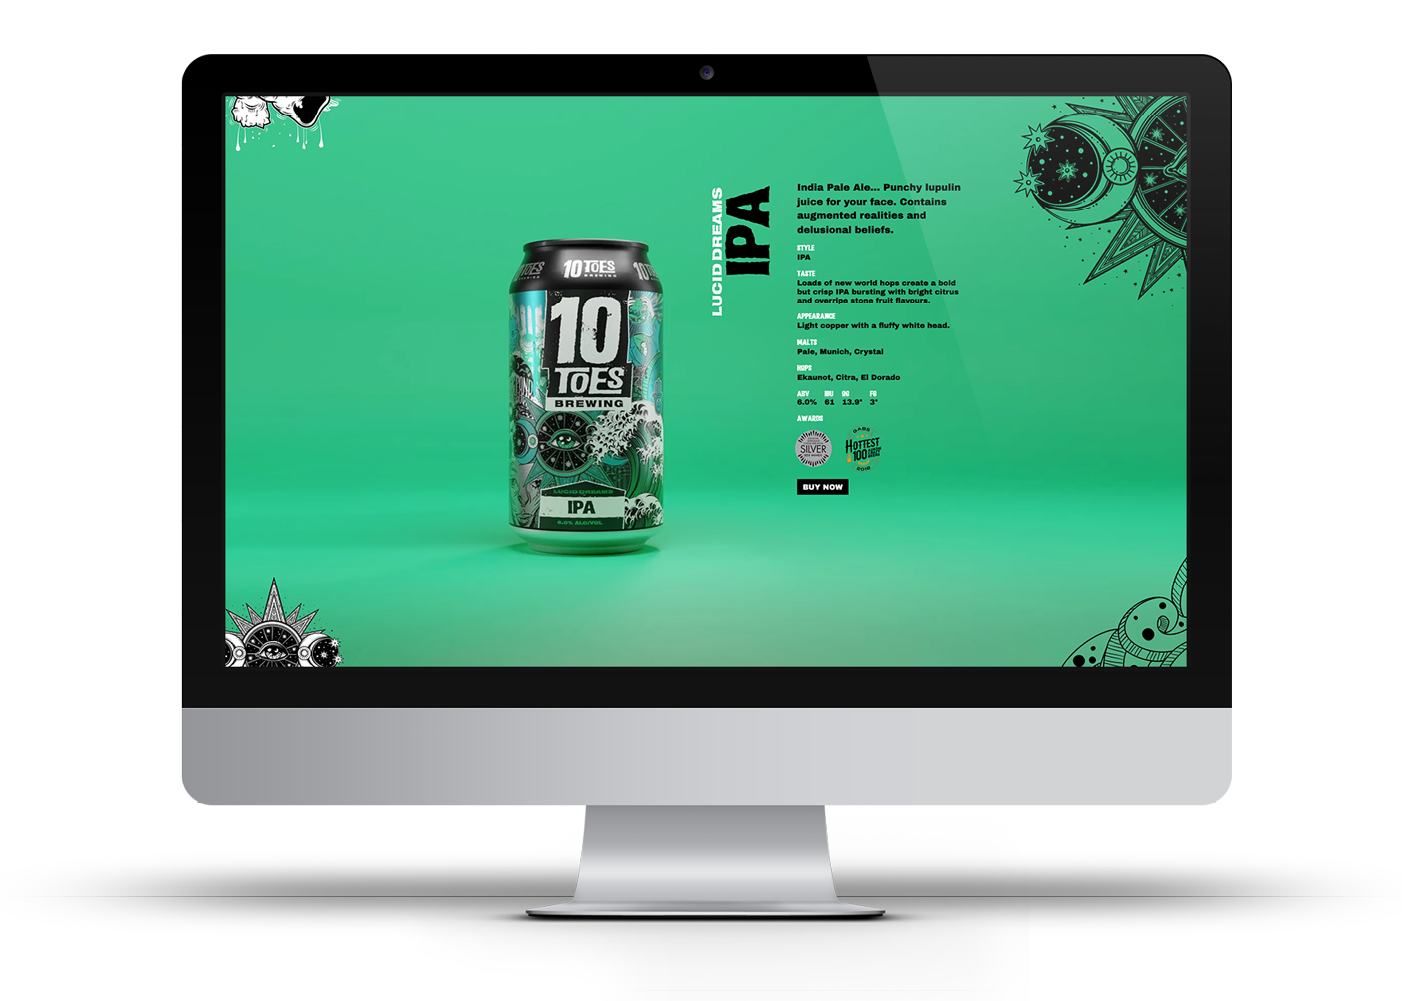 LUCID DREAMS
IPA
India Pale Ale... Punchy lupulin
juice for your face. Contains
augmented realities and
delusional beliefs.
STYLE
IPA
TASTE
Loads of new world hops create a bold
but crisp IPA bursting with bright citrus
and overripe stone fruit flavours.
APPEARANCE
Light copper with a fluffy white head.
MALTS
Pale, Munich, Crystal
HOPS
Ekaunot, Citra, El Dorado
ABV IBU OG FG
6.0% 61 13.9° 3°
AWARDS
SILVER
GABS
HOTTEST
100
2018
BUY NOW
10 TOES
BREWING
10
TOES
BREWING
LUCID DREAMS
IPA
6.0% ALC/VOL